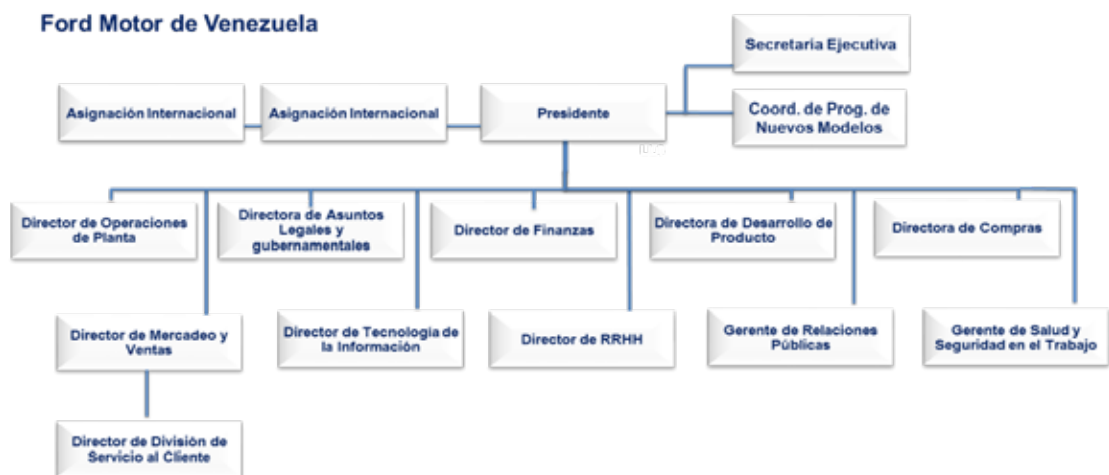 Ford Motor de Venezuela
Secretaria Ejecutiva
Asignación Internacional
Asignación Internacional
Presidente
Coord. de Prog. de
Nuevos Modelos
Director de Operaciones
de Planta
Directora de Asuntos
Legales y
gubernamentales
Director de Finanzas
Directora de Desarrollo de
Producto
Directora de Compras
Director de Mercadeo y
Ventas
Director de Tecnología de
la Información
Director de RRHH
Gerente de Relaciones
Públicas
Gerente de Salud y
Seguridad en el Trabajo
Director de División de
Servicio al Cliente